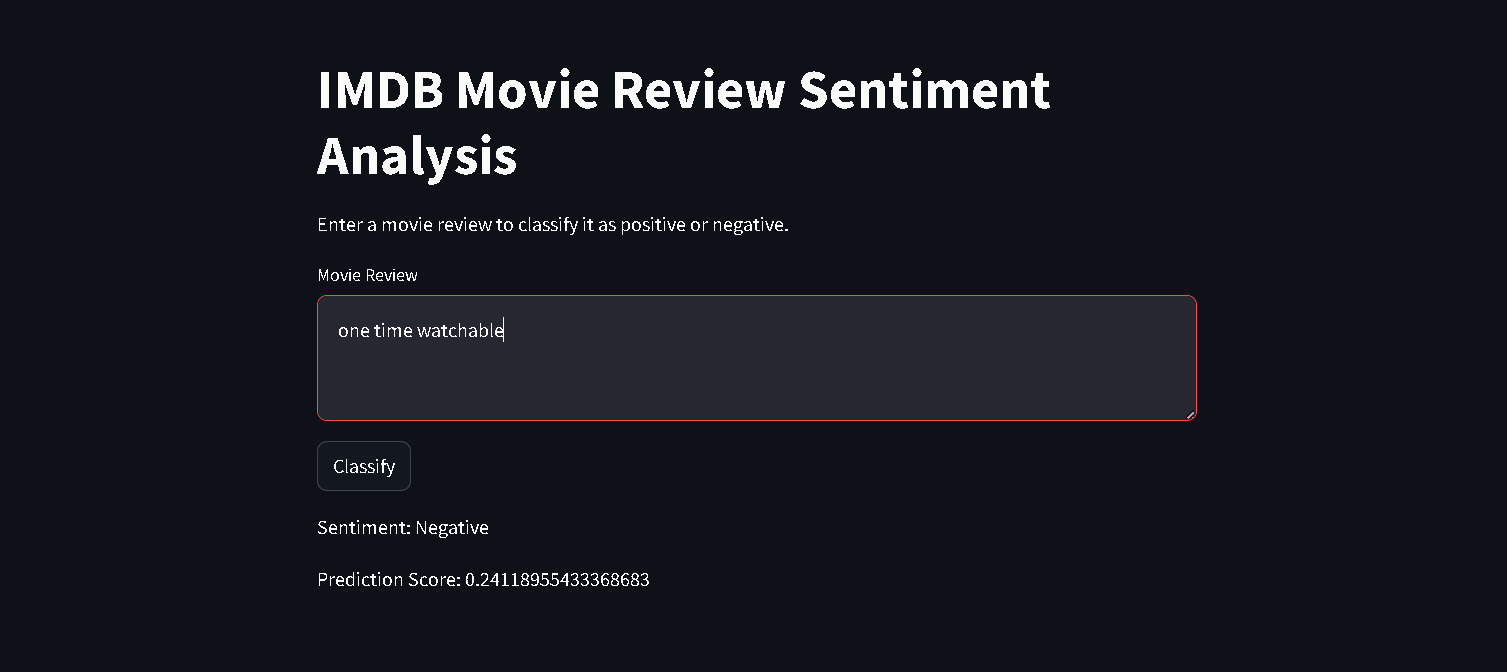 IMDB Movie Review Sentiment
Analysis
Enter a movie review to classify it as positive or negative.
Movie Review
one time watchable
Classify
Sentiment: Negative
Prediction Score: 0.24118955433368683